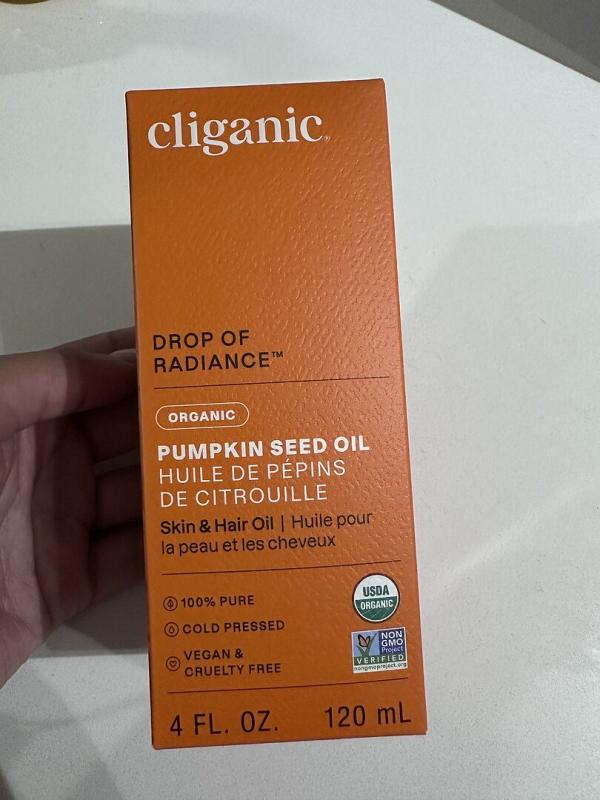 cliganic®
DROP OF
RADIANCE™
ORGANIC
PUMPKIN SEED OIL
HUILE DE PÉPINS
DE CITROUILLE
Skin & Hair Oil | Huile pour
la peau et les cheveux
100% PURE
COLD PRESSED
VEGAN &
CRUELTY FREE
USDA
ORGANIC
NON
GMO
Project
VERIFIED
nongmoproject.org
4 FL. OZ. 120 mL